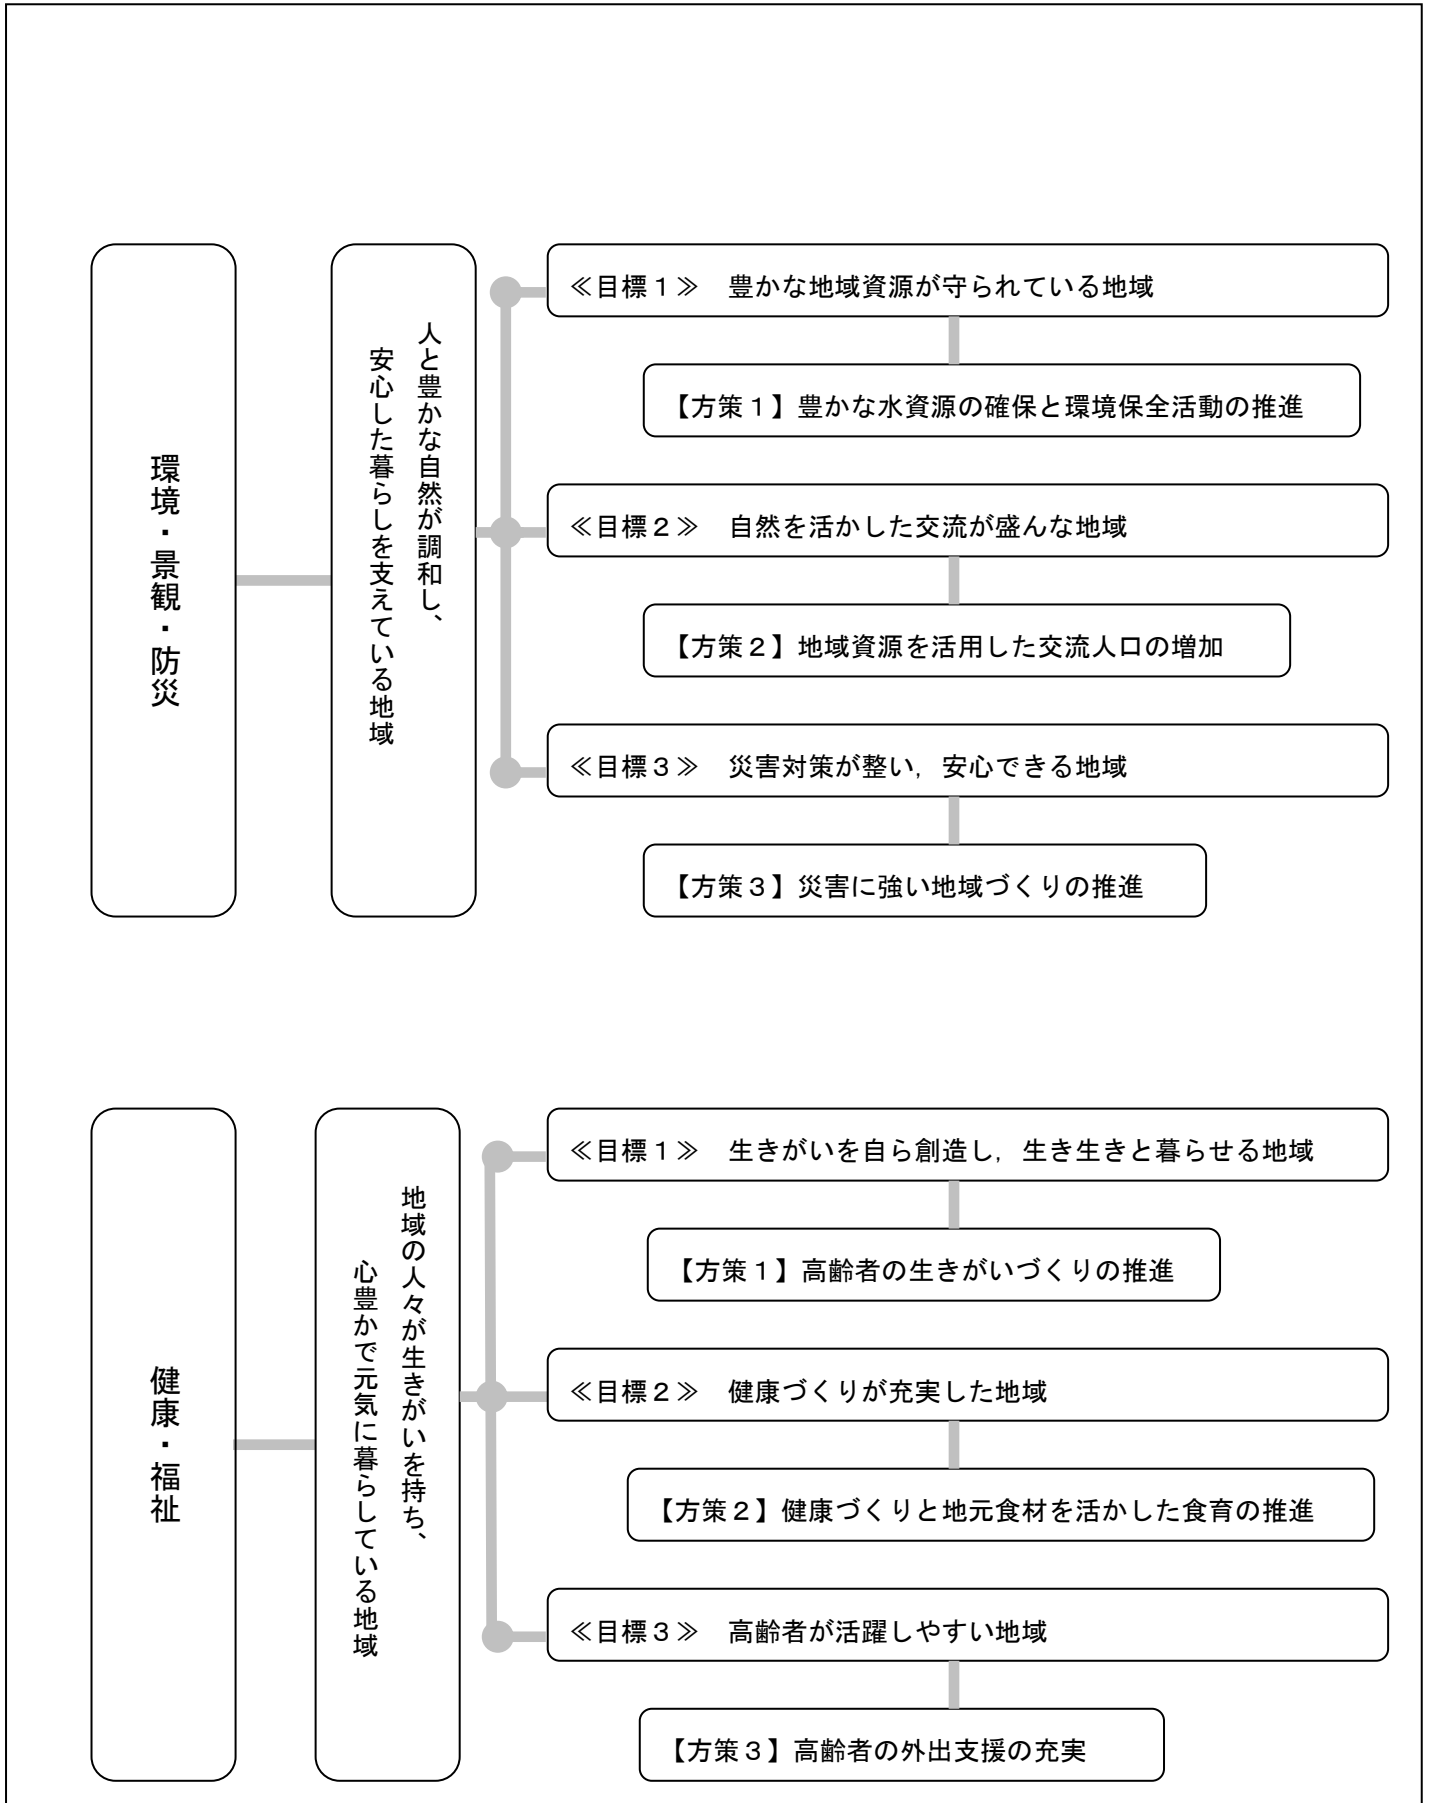 環境・景観・防災
人と豊かな自然が調和し、
安心した暮らしを支えている地域
≪目標１≫　豊かな地域資源が守られている地域
【方策１】豊かな水資源の確保と環境保全活動の推進
≪目標２≫　自然を活かした交流が盛んな地域
【方策２】地域資源を活用した交流人口の増加
≪目標３≫　災害対策が整い，安心できる地域
【方策３】災害に強い地域づくりの推進
健康・福祉
地域の人々が生きがいを持ち、
心豊かで元気に暮らしている地域
≪目標１≫　生きがいを自ら創造し，生き生きと暮らせる地域
【方策１】高齢者の生きがいづくりの推進
≪目標２≫　健康づくりが充実した地域
【方策２】健康づくりと地元食材を活かした食育の推進
≪目標３≫　高齢者が活躍しやすい地域
【方策３】高齢者の外出支援の充実